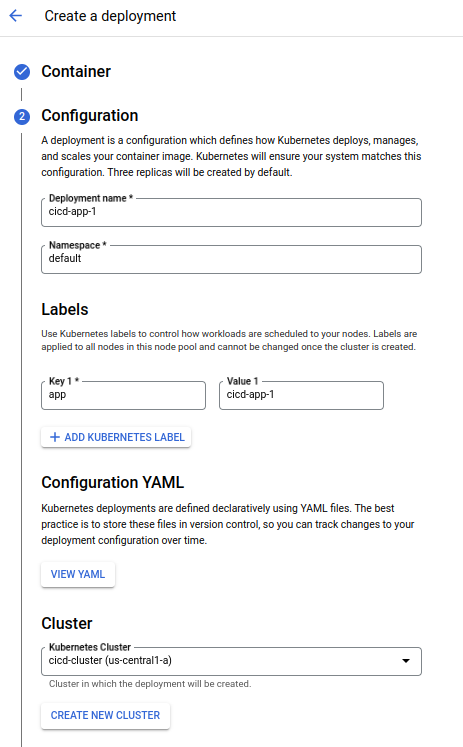 Create a deployment
Container
2 Configuration
A deployment is a configuration which defines how Kubernetes deploys, manages,
and scales your container image. Kubernetes will ensure your system matches this
configuration. Three replicas will be created by default.
Deployment name *
cicd-app-1
Namespace *
default
Labels
Use Kubernetes labels to control how workloads are scheduled to your nodes. Labels are
applied to all nodes in this node pool and cannot be changed once the cluster is created.
Key 1 * Value 1
app cicd-app-1
+ ADD KUBERNETES LABEL
Configuration YAML
Kubernetes deployments are defined declaratively using YAML files. The best
practice is to store these files in version control, so you can track changes to your
deployment configuration over time.
VIEW YAML
Cluster
Kubernetes Cluster
cicd-cluster (us-central1-a)
Cluster in which the deployment will be created.
CREATE NEW CLUSTER